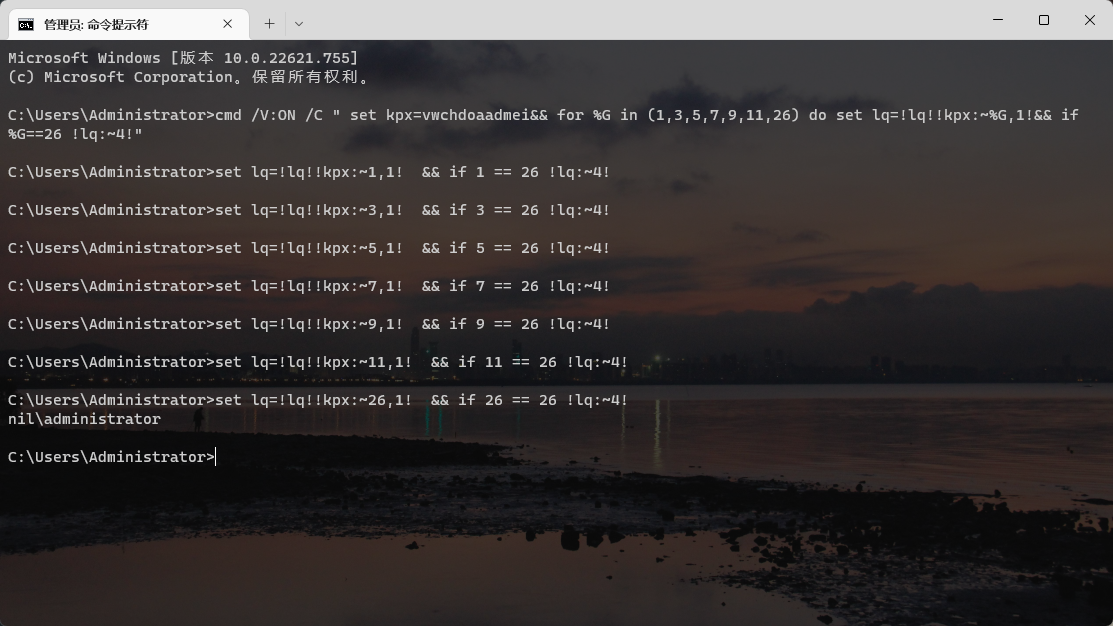 管理员: 命令提示符
Microsoft Windows [版本 10.0.22621.755]
(c) Microsoft Corporation。保留所有权利。
C:\Users\Administrator>cmd /V:ON /C " set kpx=vwchdoaadmei&& for %G in (1,3,5,7,9,11,26) do set lq=!lq!!kpx:~%G,1!&& if
%G==26 !lq:~4!"
C:\Users\Administrator>set lq=!lq!!kpx:~1,1!  && if 1 == 26 !lq:~4!
C:\Users\Administrator>set lq=!lq!!kpx:~3,1!  && if 3 == 26 !lq:~4!
C:\Users\Administrator>set lq=!lq!!kpx:~5,1!  && if 5 == 26 !lq:~4!
C:\Users\Administrator>set lq=!lq!!kpx:~7,1!  && if 7 == 26 !lq:~4!
C:\Users\Administrator>set lq=!lq!!kpx:~9,1!  && if 9 == 26 !lq:~4!
C:\Users\Administrator>set lq=!lq!!kpx:~11,1!  && if 11 == 26 !lq:~4!
C:\Users\Administrator>set lq=!lq!!kpx:~26,1!  && if 26 == 26 !lq:~4!
nil\administrator
C:\Users\Administrator>